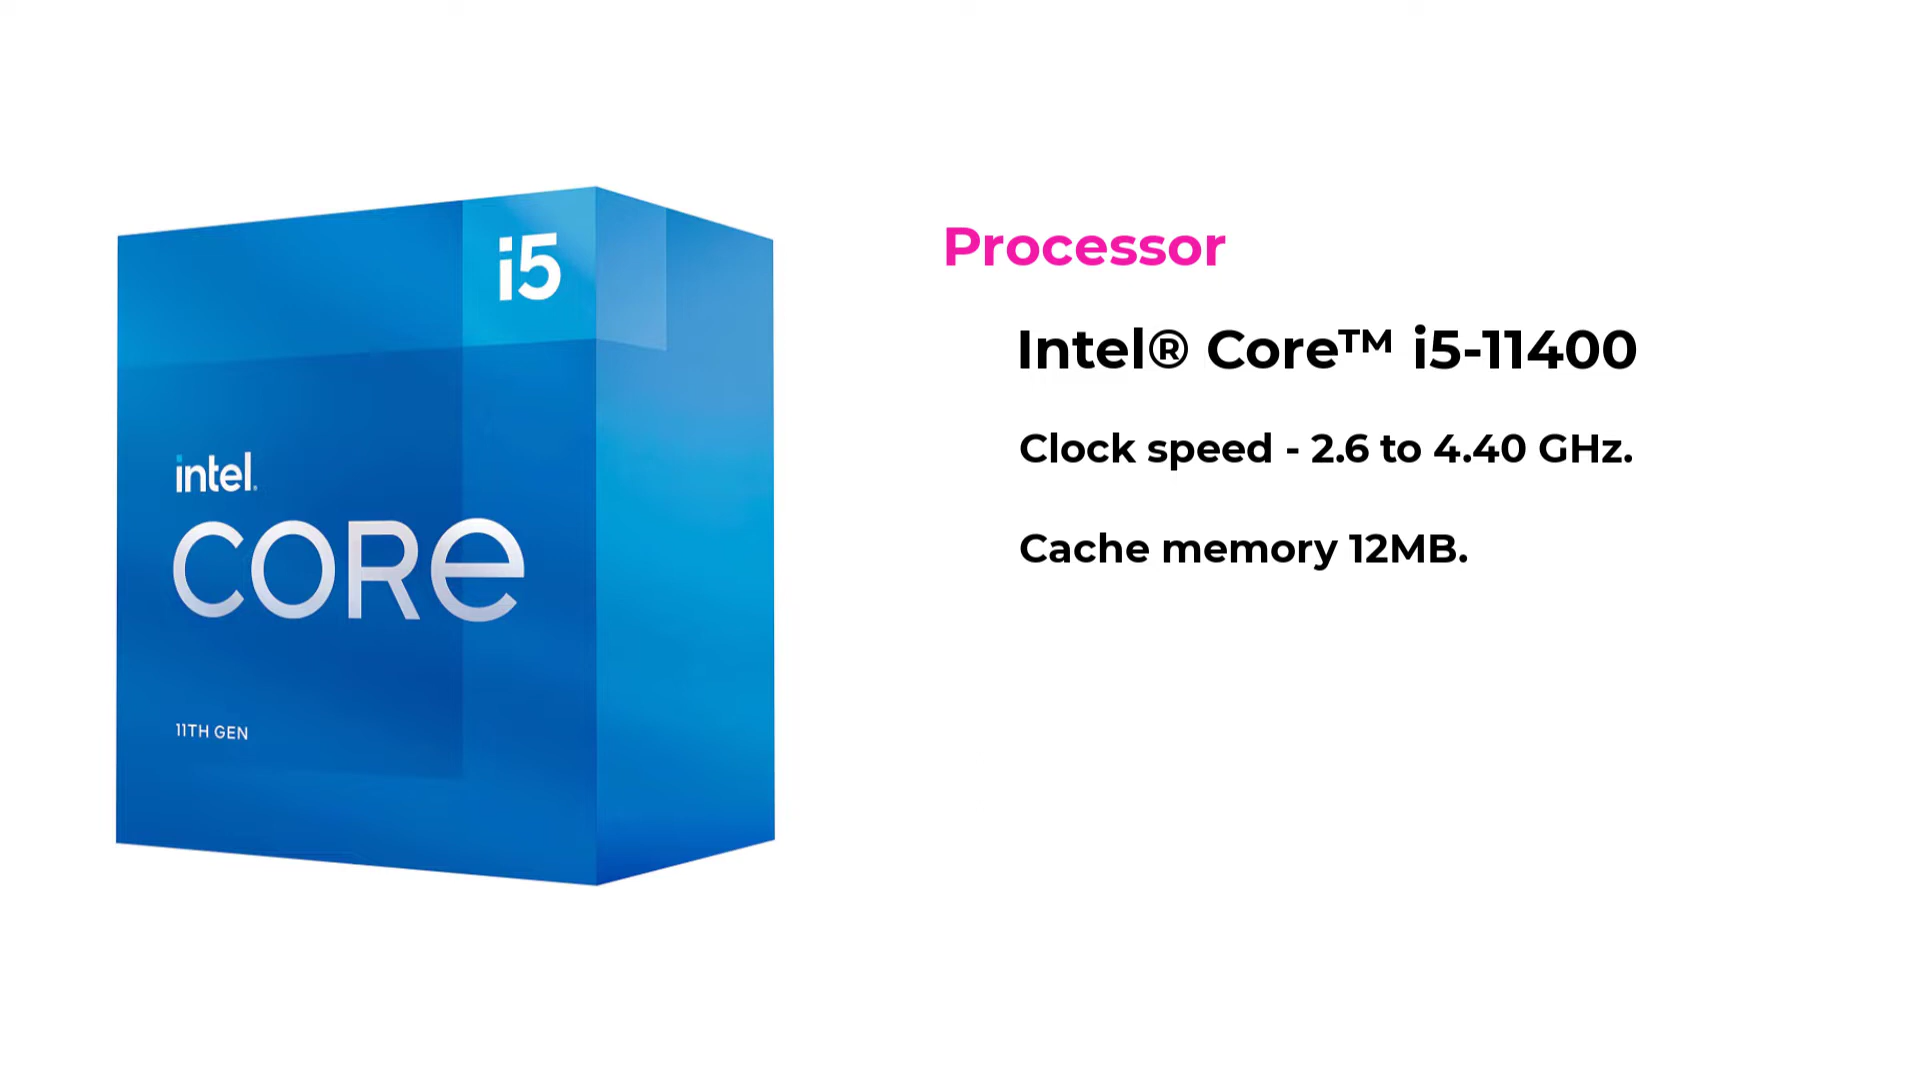 i5
intel.
CORe
11TH GEN
Processor
Intel® Core™ i5-11400
Clock speed - 2.6 to 4.40 GHz.
Cache memory 12MB.